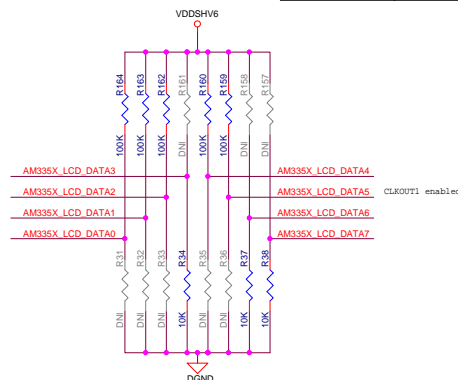 VDDSHV6
R164 R163 R162 R161 R160 R159 R158 R157
100K 100K 100K DNI 100K 100K DNI DNI
AM335X_LCD_DATA3 AM335X_LCD_DATA4
AM335X_LCD_DATA2 AM335X_LCD_DATA5 CLKOUT1 enabled
AM335X_LCD_DATA1 AM335X_LCD_DATA6
AM335X_LCD_DATA0 AM335X_LCD_DATA7
R31 R32 R33 R34 R35 R36 R37 R38
DNI DNI DNI 10K DNI DNI 10K 10K
DGND